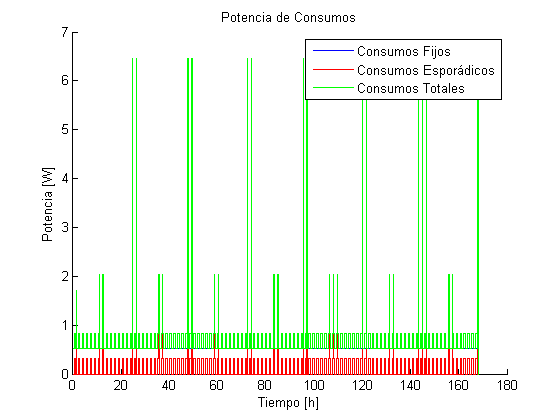 Potencia de Consumos
Consumos Fijos
Consumos Esporádicos
Consumos Totales
7
6
5
4
3
2
1
0
Potencia [W]
0 20 40 60 80 100 120 140 160 180
Tiempo [h]